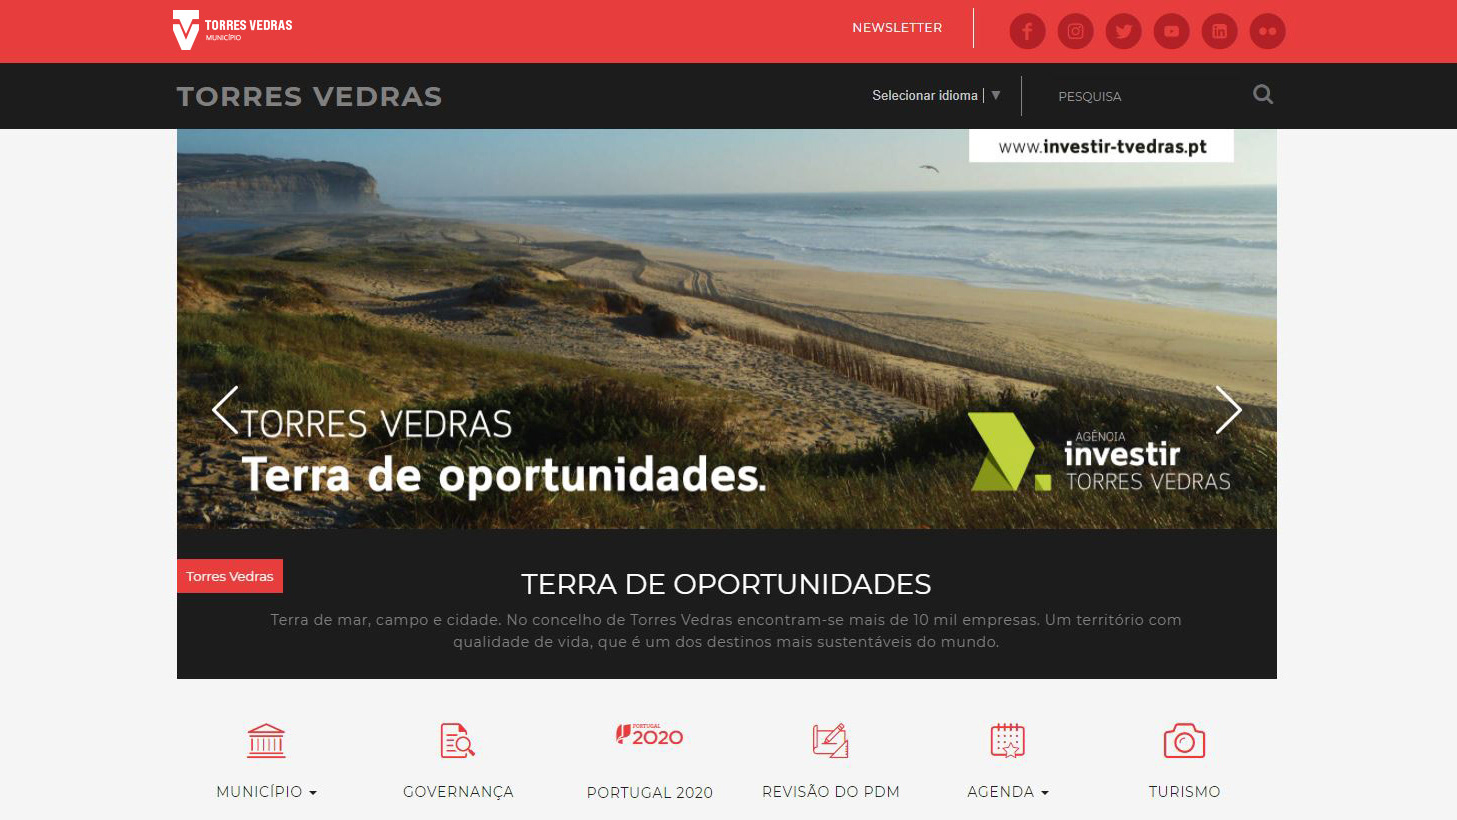 TORRES VEDRAS
MUNICÍPIO
NEWSLETTER
TORRES VEDRAS
Selecionar idioma
PESQUISA
www.investir-tvedras.pt
TORRES VEDRAS
Terra de oportunidades.
AGÊNCIA
investir
TORRES VEDRAS
Torres Vedras
TERRA DE OPORTUNIDADES
Terra de mar, campo e cidade. No concelho de Torres Vedras encontram-se mais de 10 mil empresas. Um território com
qualidade de vida, que é um dos destinos mais sustentáveis do mundo.
PORTUGAL
2020
MUNICÍPIO
GOVERNANÇA
PORTUGAL 2020
REVISÃO DO PDM
AGENDA
TURISMO